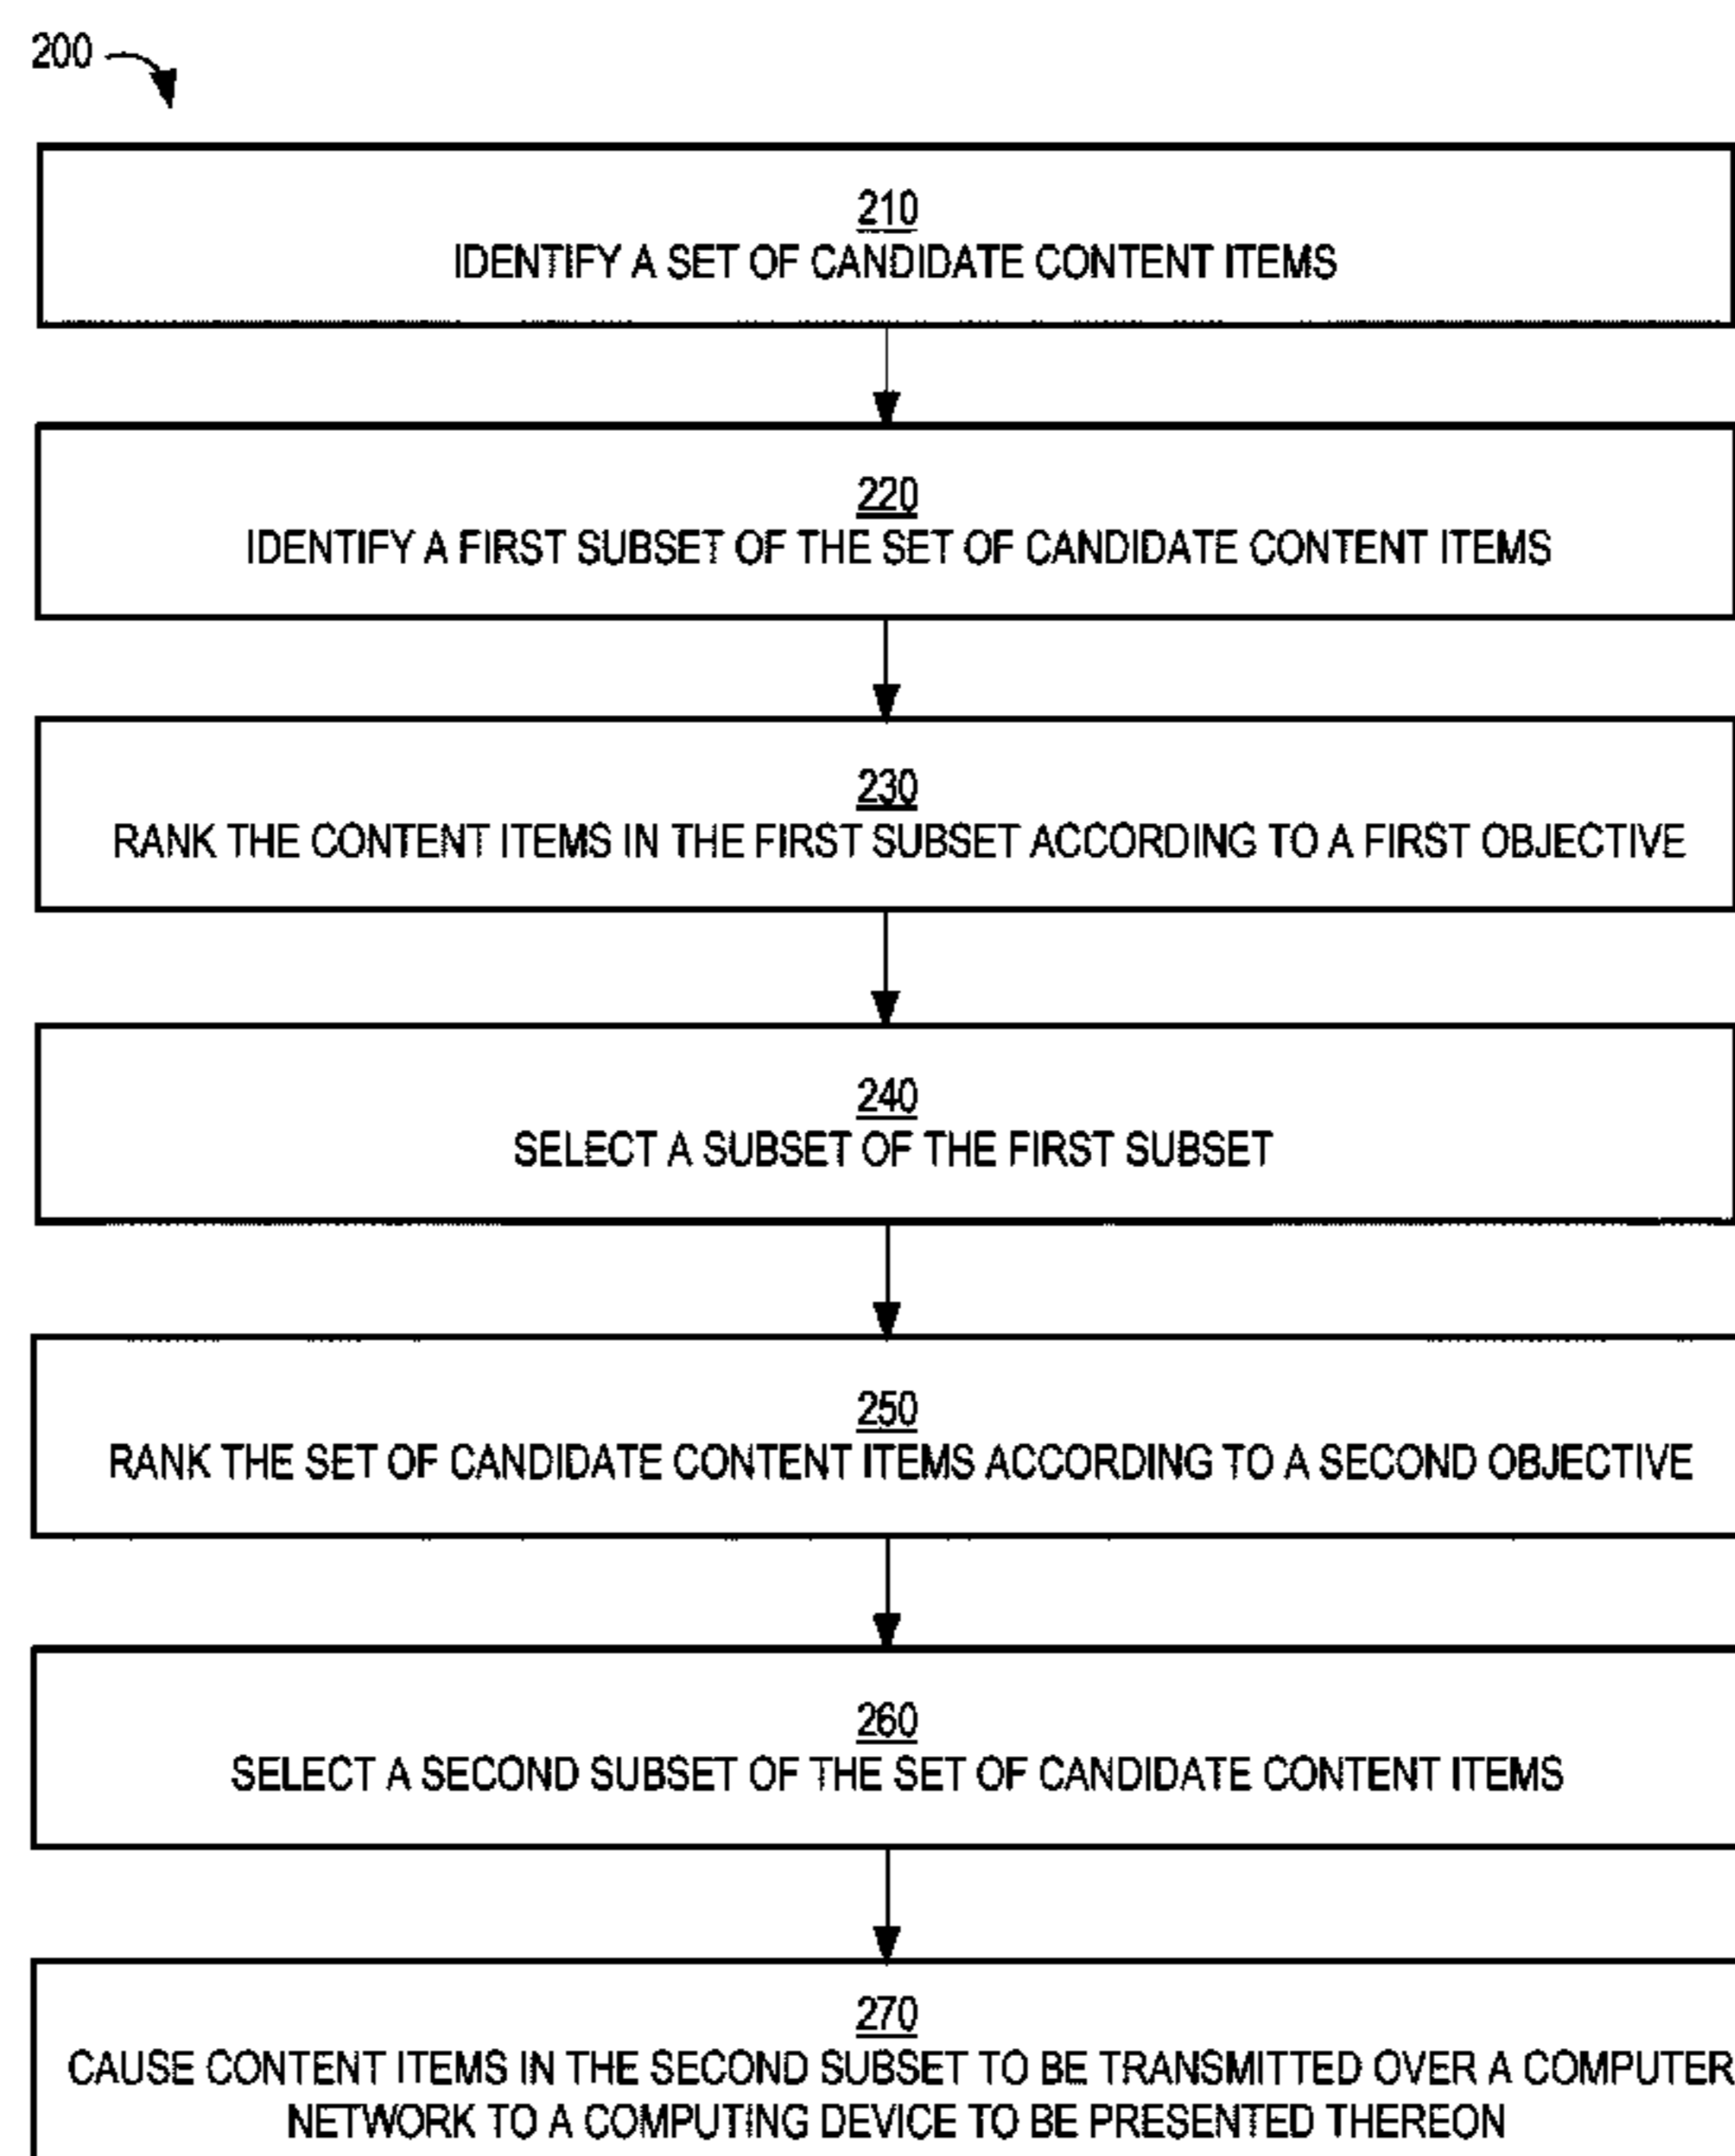 200
210
IDENTIFY A SET OF CANDIDATE CONTENT ITEMS
220
IDENTIFY A FIRST SUBSET OF THE SET OF CANDIDATE CONTENT ITEMS
230
RANK THE CONTENT ITEMS IN THE FIRST SUBSET ACCORDING TO A FIRST OBJECTIVE
240
SELECT A SUBSET OF THE FIRST SUBSET
250
RANK THE SET OF CANDIDATE CONTENT ITEMS ACCORDING TO A SECOND OBJECTIVE
260
SELECT A SECOND SUBSET OF THE SET OF CANDIDATE CONTENT ITEMS
270
CAUSE CONTENT ITEMS IN THE SECOND SUBSET TO BE TRANSMITTED OVER A COMPUTER
NETWORK TO A COMPUTING DEVICE TO BE PRESENTED THEREON